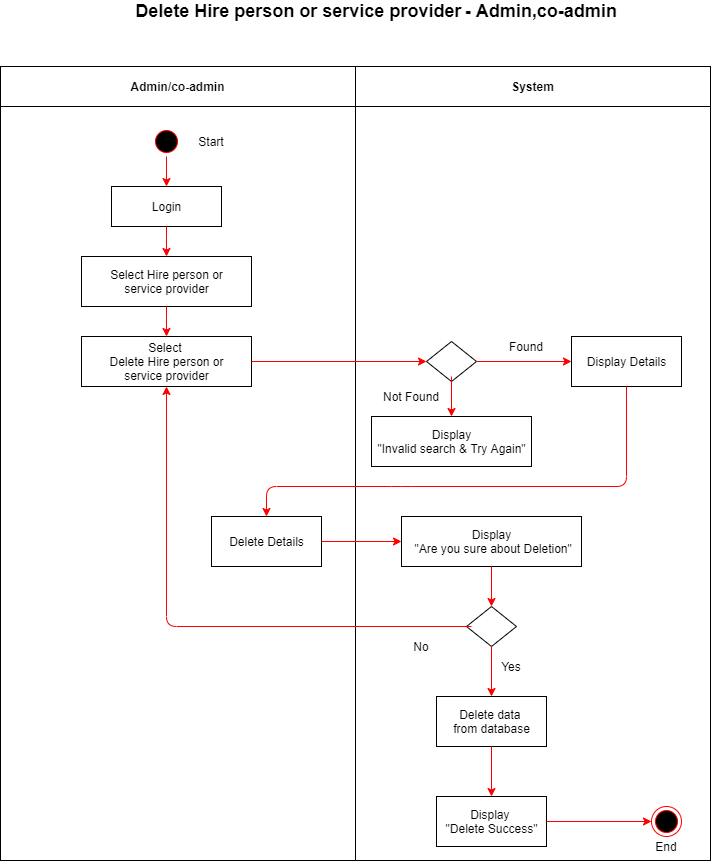 Delete Hire person or service provider - Admin,co-admin
Admin/co-admin
System
Start
Login
Select Hire person or
service provider
Select
Delete Hire person or
service provider
Found
Display Details
Not Found
Display
"Invalid search & Try Again"
Delete Details
Display
"Are you sure about Deletion"
No
Yes
Delete data
from database
Display
"Delete Success"
End